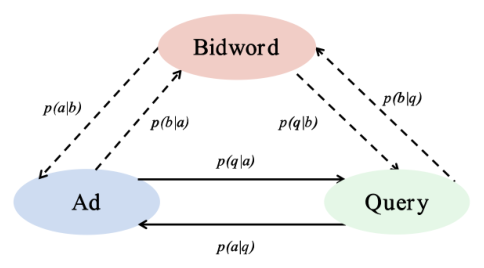 Bidword
p(a|b)
p(b|a)
p(q|b)
p(b|q)
p(q|a)
Ad
Query
p(a|q)